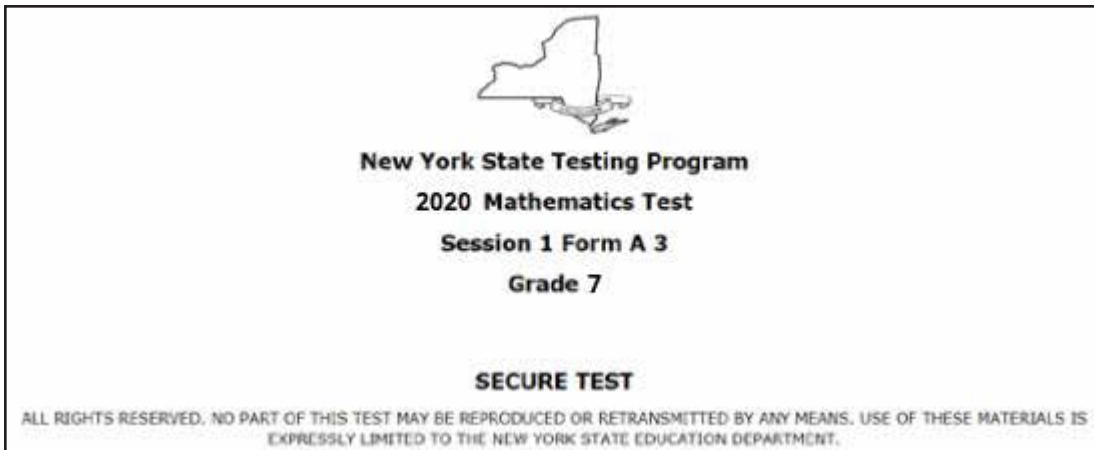 New York State Testing Program
2020 Mathematics Test
Session 1 Form A 3
Grade 7
SECURE TEST
ALL RIGHTS RESERVED. NO PART OF THIS TEST MAY BE REPRODUCED OR RETRANSMITTED BY ANY MEANS. USE OF THESE MATERIALS IS
EXPRESSLY LIMITED TO THE NEW YORK STATE EDUCATION DEPARTMENT.